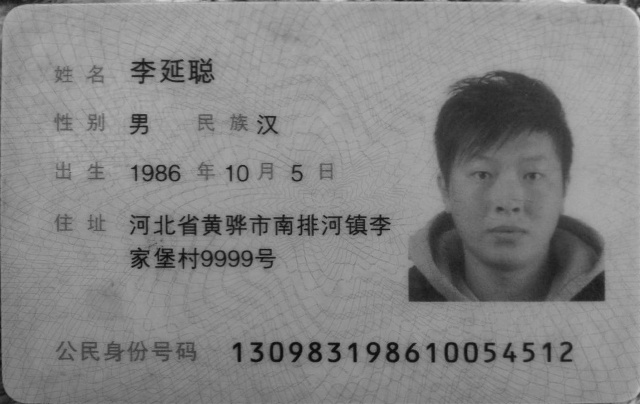 姓名 李延聪
性别 男 民族 汉
出生 1986 年 10 月 5 日
住址 河北省黄骅市南排河镇李
家堡村9999号
公民身份号码 130983198610054512